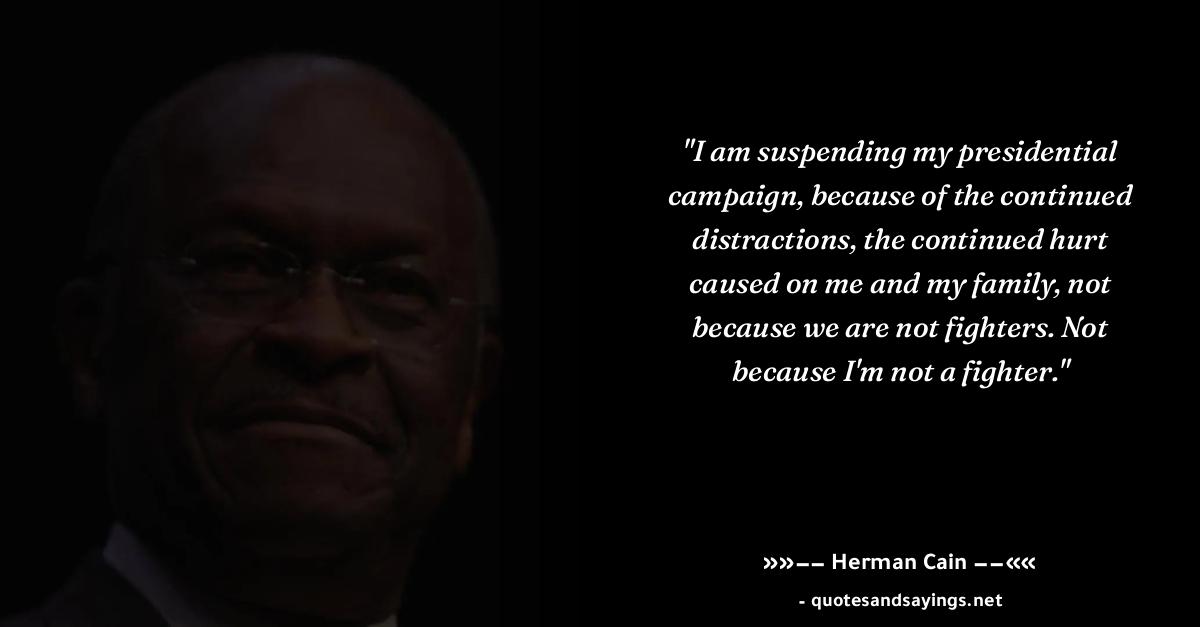 "I am suspending my presidential
campaign, because of the continued
distractions, the continued hurt
caused on me and my family, not
because we are not fighters. Not
because I'm not a fighter."
»»—— Herman Cain ——««
- quotesandsayings.net